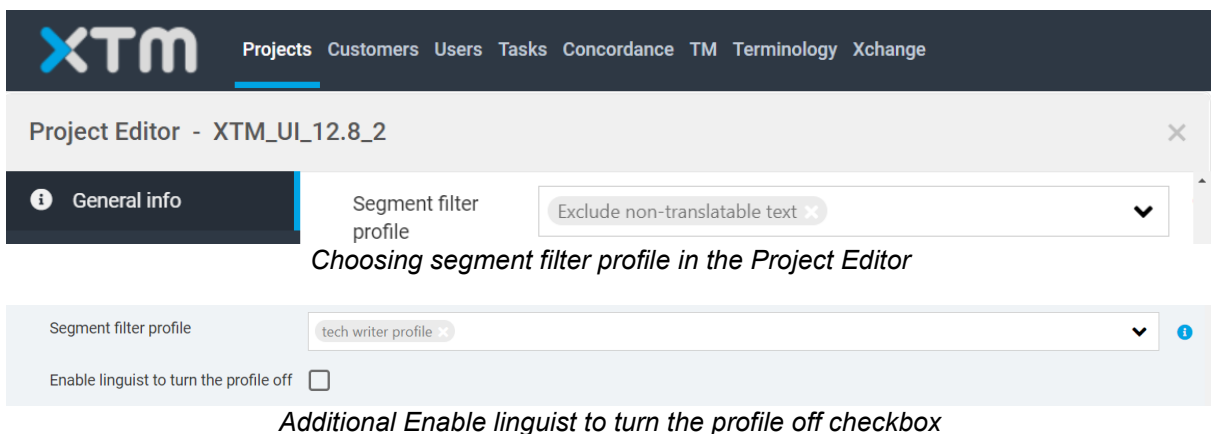 XTM Projects Customers Users Tasks Concordance TM Terminology Xchange
Project Editor - XTM_UI_12.8_2
General info
Segment filter
profile
Exclude non-translatable text
Choosing segment filter profile in the Project Editor
Segment filter profile
tech writer profile
Enable linguist to turn the profile off
Additional Enable linguist to turn the profile off checkbox